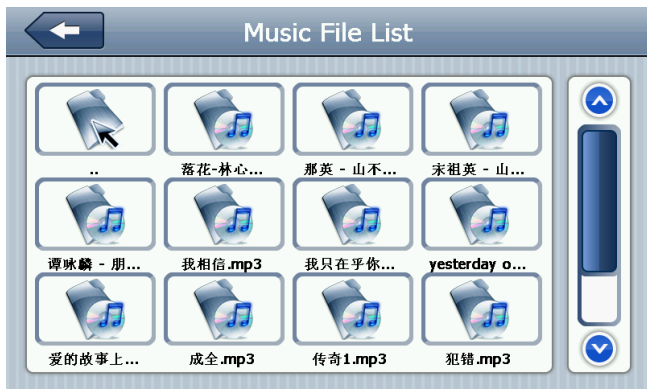 Music File List
..
落花-林心...
那英 - 山不...
宋祖英 - 山...
谭咏麟 - 朋...
我相信.mp3
我只在乎你...
yesterday o...
爱的故事上...
成全.mp3
传奇1.mp3
犯错.mp3